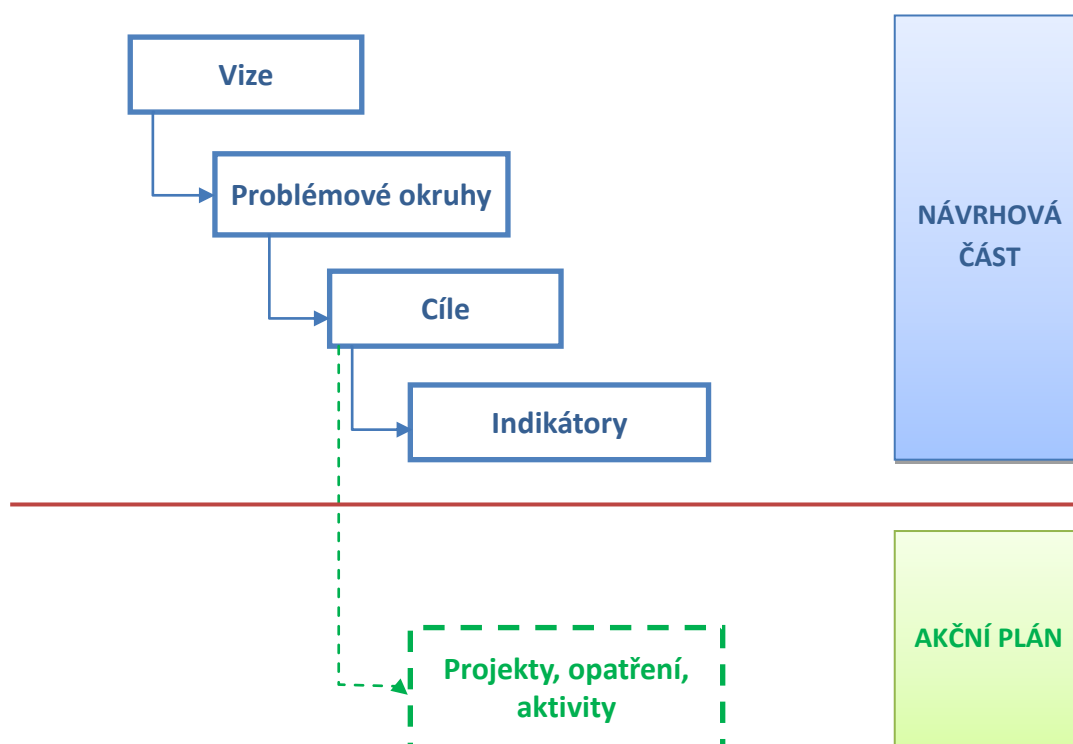 Vize
Problémové okruhy
NÁVRHOVÁ
ČÁST
Cíle
Indikátory
AKČNÍ PLÁN
Projekty, opatření,
aktivity